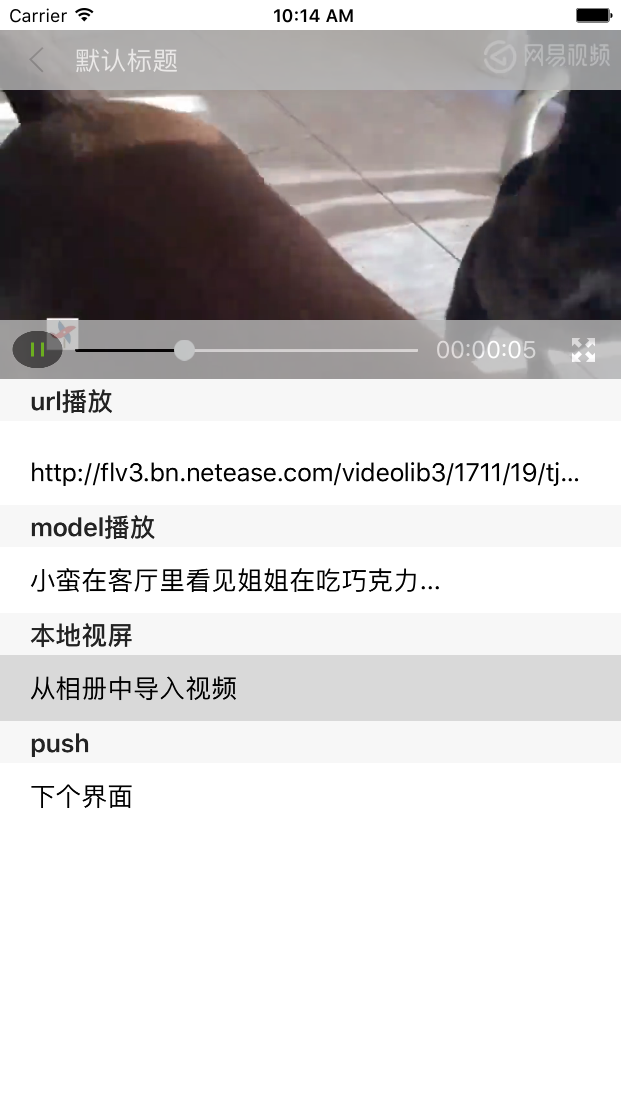 Carrier 10:14 AM
默认标题 网易视频
00:00:05
url播放
http://flv3.bn.netease.com/videolib3/1711/19/tj...
model播放
小蛮在客厅里看见姐姐在吃巧克力...
本地视屏
从相册中导入视频
push
下个界面